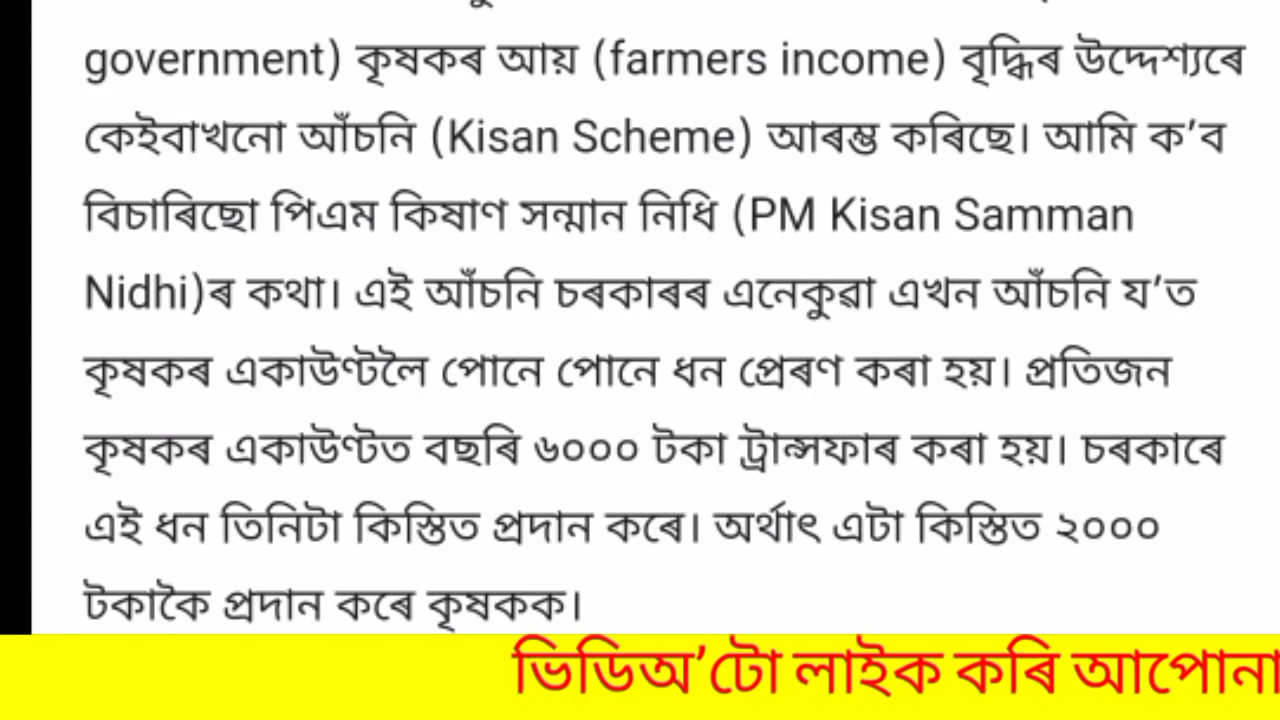 government) কৃষকৰ আয় (farmers income) বৃদ্ধিৰ উদ্দেশ্যৰে
কেইবাখনো আঁচনি (Kisan Scheme) আৰম্ভ কৰিছে। আমি ক'ব
বিচাৰিছো পিএম কিষাণ সন্মান নিধি (PM Kisan Samman
Nidhi)ৰ কথা। এই আঁচনি চৰকাৰৰ এনেকুৱা এখন আঁচনি য'ত
কৃষকৰ একাউণ্টলৈ পোনে পোনে ধন প্ৰেৰণ কৰা হয়। প্ৰতিজন
কৃষকৰ একাউণ্টত বছৰি ৬০০০ টকা ট্ৰান্সফাৰ কৰা হয়। চৰকাৰে
এই ধন তিনিটা কিস্তিত প্ৰদান কৰে। অৰ্থাৎ এটা কিস্তিত ২০০০
টকাকৈ প্ৰদান কৰে কৃষকক।
ভিডিঅ'টো লাইক কৰি আপোনা